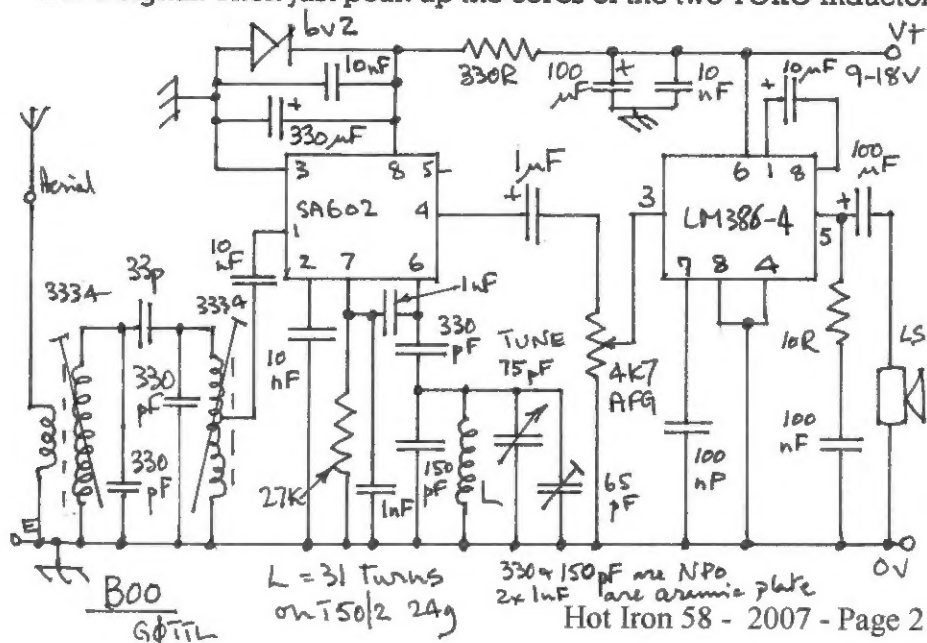 6v2
10nF
330µF
330R
100
µF
10
nF
V+
9-18V
10µF
Aerial
3 8 5
SA602
4
1
2 7 6
1µF
3
6 1 8
LM386-4
5
7 8 4
100
µF
10
nF
33p
3334
3334
330
pF
330
pF
10
nF
27K
1nF
1nF
330
pF
150
pF
L
TUNE
75pF
65
pF
4K7
AFG
100
nF
10R
100
nF
LS
E
0V
BOO
GØTTL
L = 31 Turns
on T50/2 24g
330 & 150pF are NPO
2x 1nF are ceramic plate
Hot Iron 58 - 2007 - Page 2